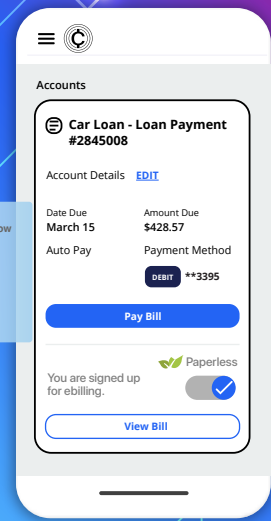 Accounts
Car Loan - Loan Payment
#2845008
Account Details EDIT
Date Due Amount Due
March 15 $428.57
Auto Pay Payment Method
DEBIT **3395
Pay Bill
Paperless
You are signed up
for ebilling.
View Bill